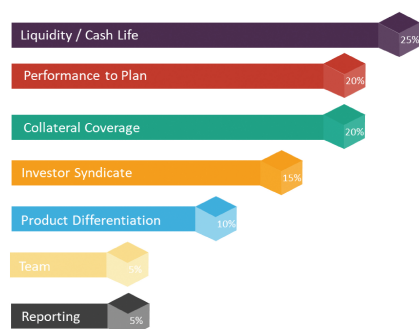 Liquidity / Cash Life
25%
Performance to Plan
20%
Collateral Coverage
20%
Investor Syndicate
15%
Product Differentiation
10%
Team
5%
Reporting
5%